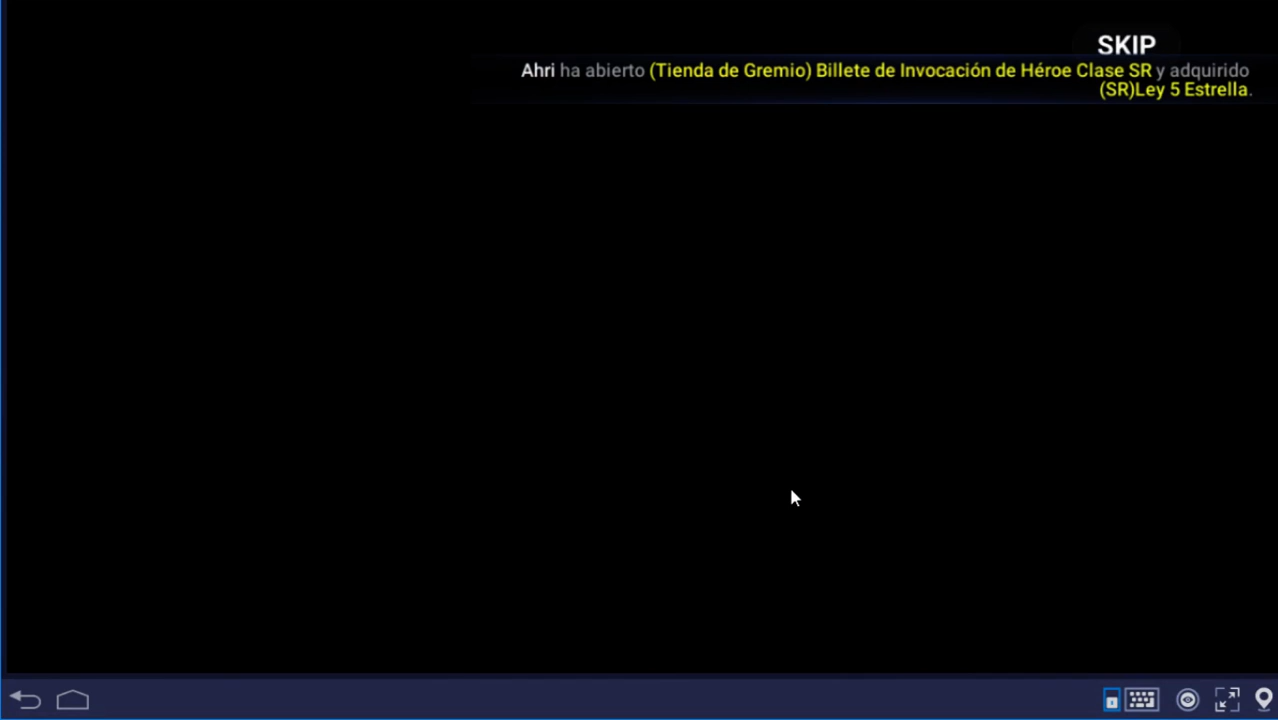 SKIP
Ahri ha abierto (Tienda de Gremio) Billete de Invocación de Héroe Clase SR y adquirido
(SR)Ley 5 Estrella.